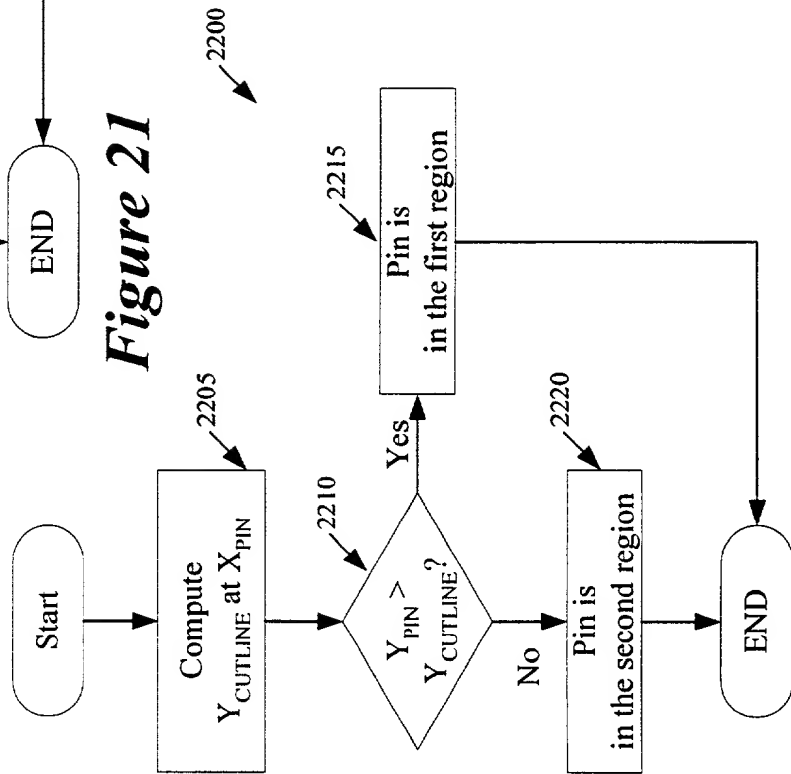 END
Figure 21
2200
Start
2205
Compute
Y_CUTLINE at X_PIN
2210
Y_PIN >
Y_CUTLINE?
Yes
2215
Pin is
in the first region
No
2220
Pin is
in the second region
END